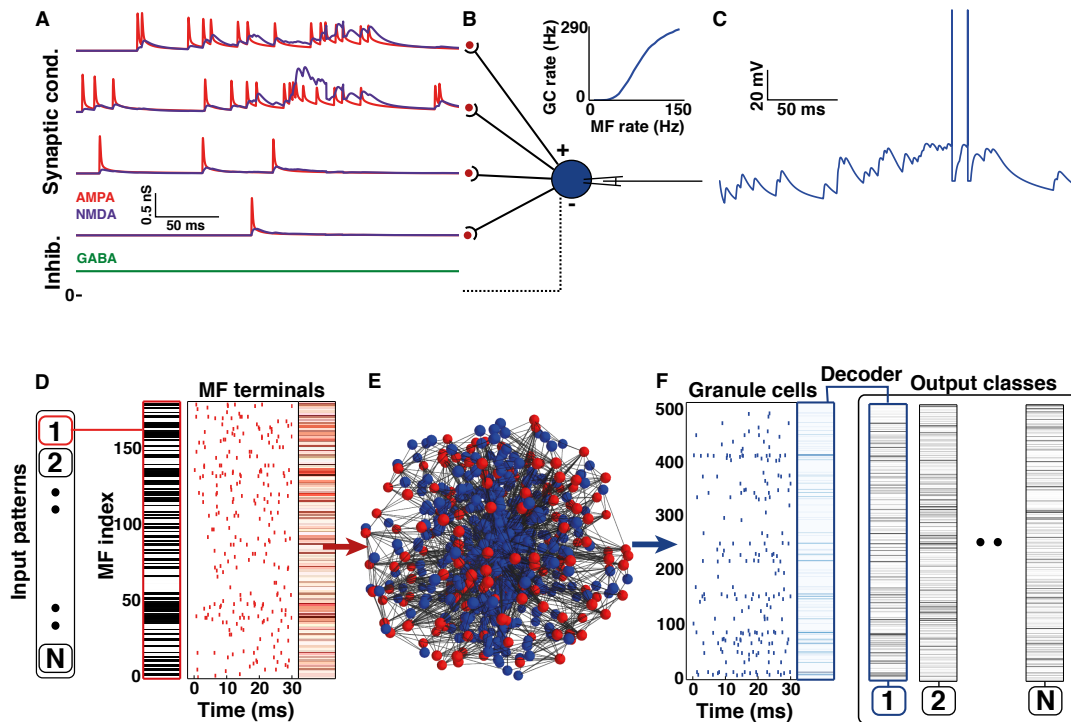 A
Synaptic cond.
AMPA
NMDA
0.5 nS
50 ms
Inhib.
GABA
0-
B
290
GC rate (Hz)
0
0
150
MF rate (Hz)
+
-
C
20 mV
50 ms
D
Input patterns
1
2
N
MF terminals
MF index
150
100
50
0
0 10 20 30
Time (ms)
E
F
Granule cells
Decoder
Output classes
500
400
300
200
100
0
0 10 20 30
Time (ms)
1
2
N